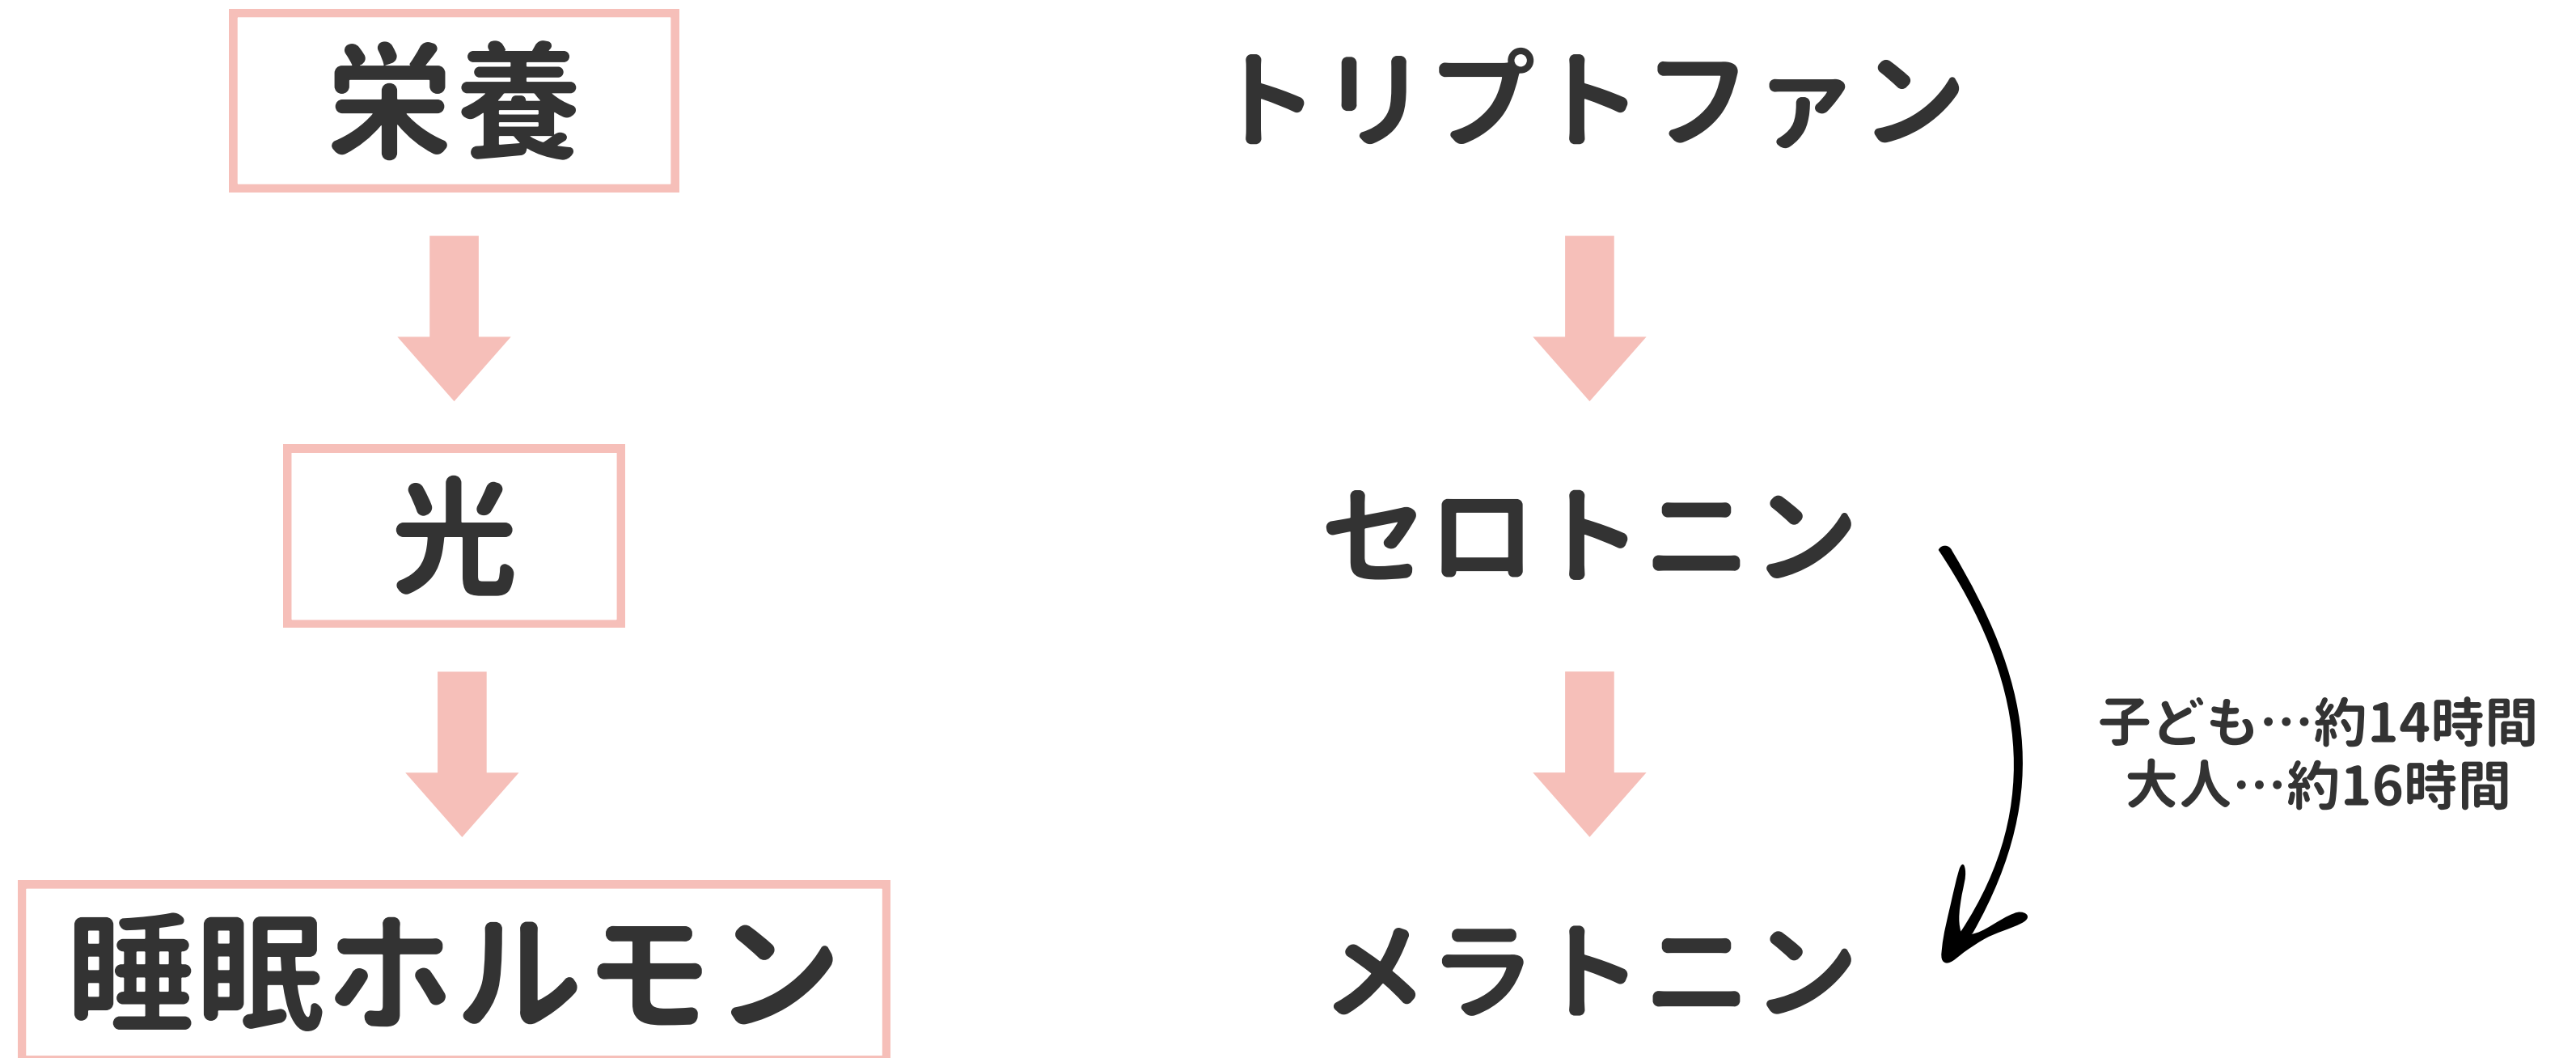 栄養
トリプトファン
光
セロトニン
子ども…約14時間
大人…約16時間
睡眠ホルモン
メラトニン